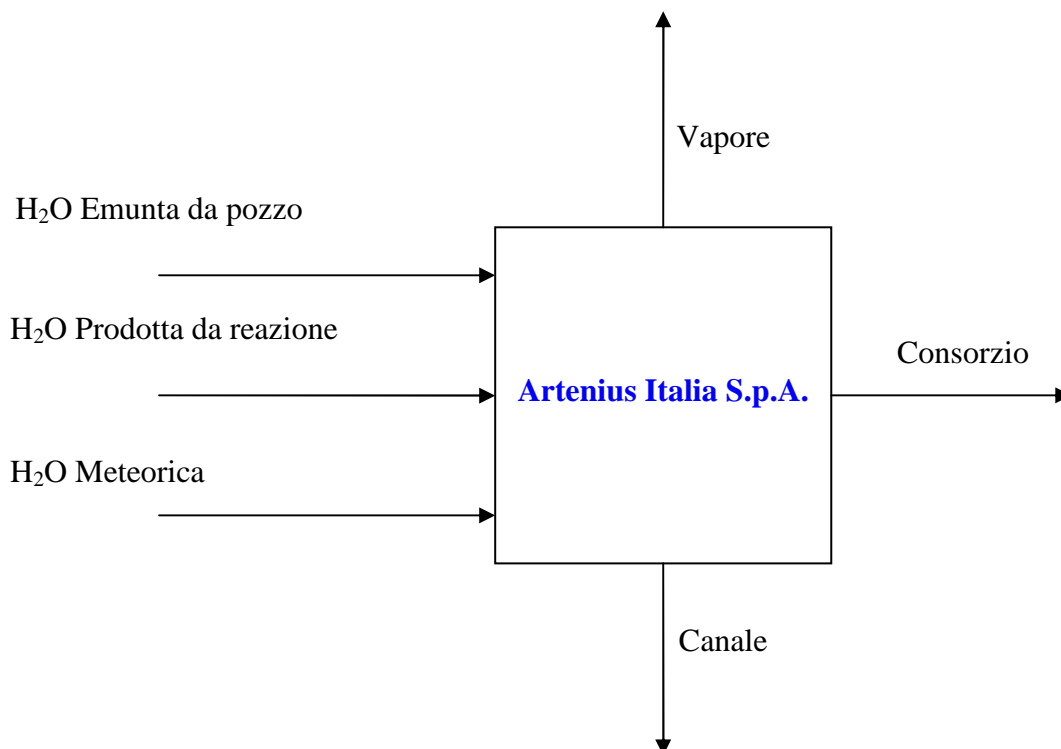 Vapore
H₂O Emunta da pozzo
H₂O Prodotta da reazione
Consorzio
Artenius Italia S.p.A.
H₂O Meteorica
Canale